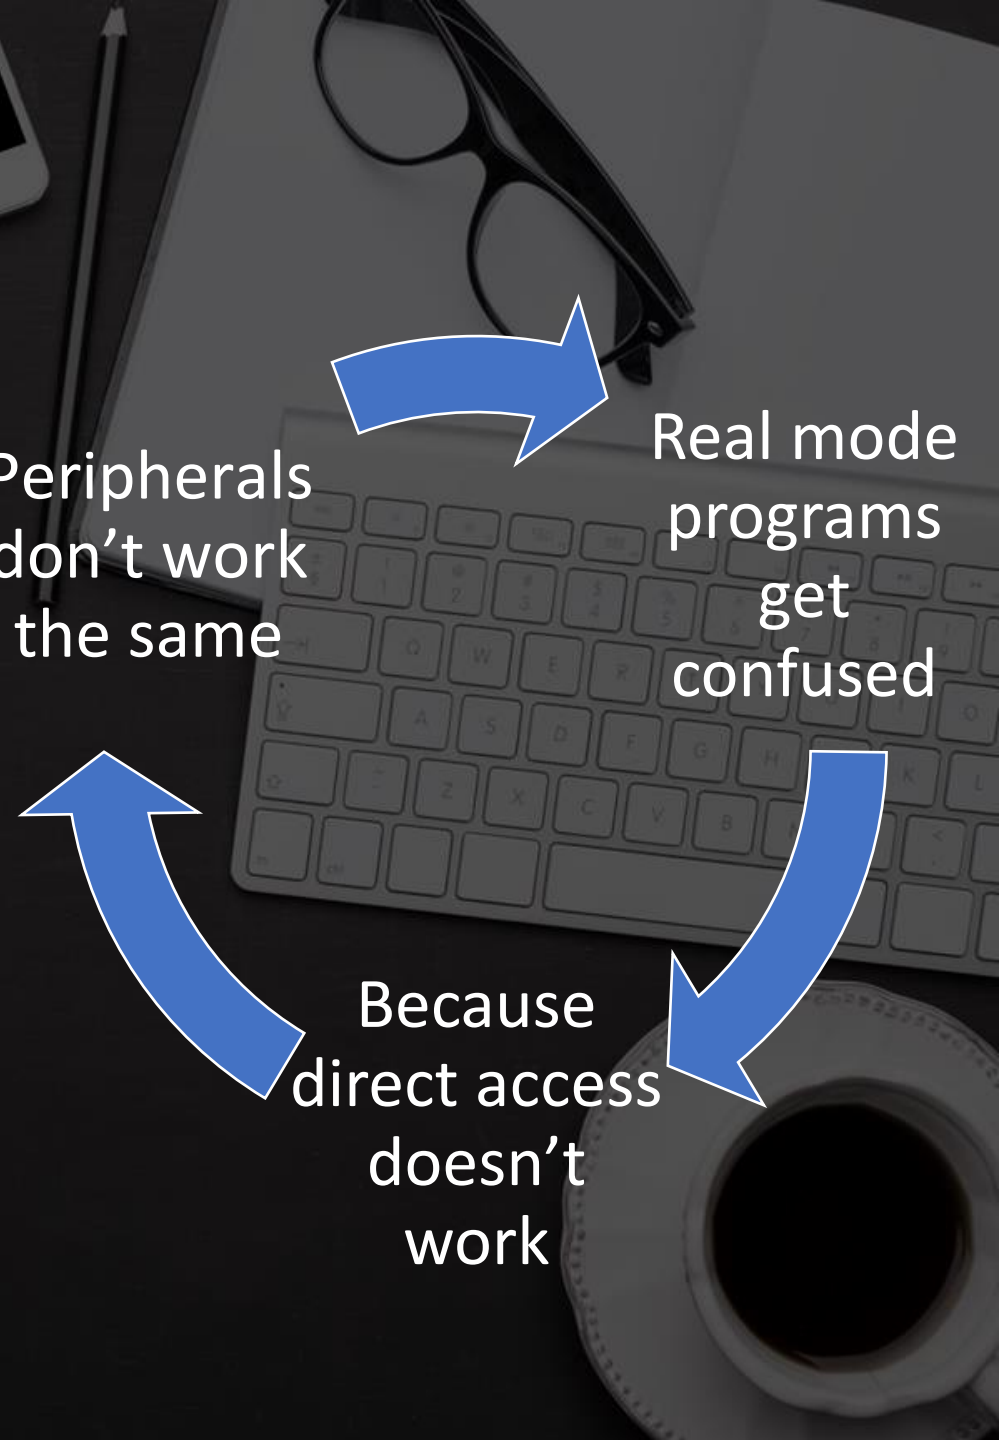 Peripherals
don’t work
the same
Real mode
programs
get
confused
Because
direct access
doesn’t
work